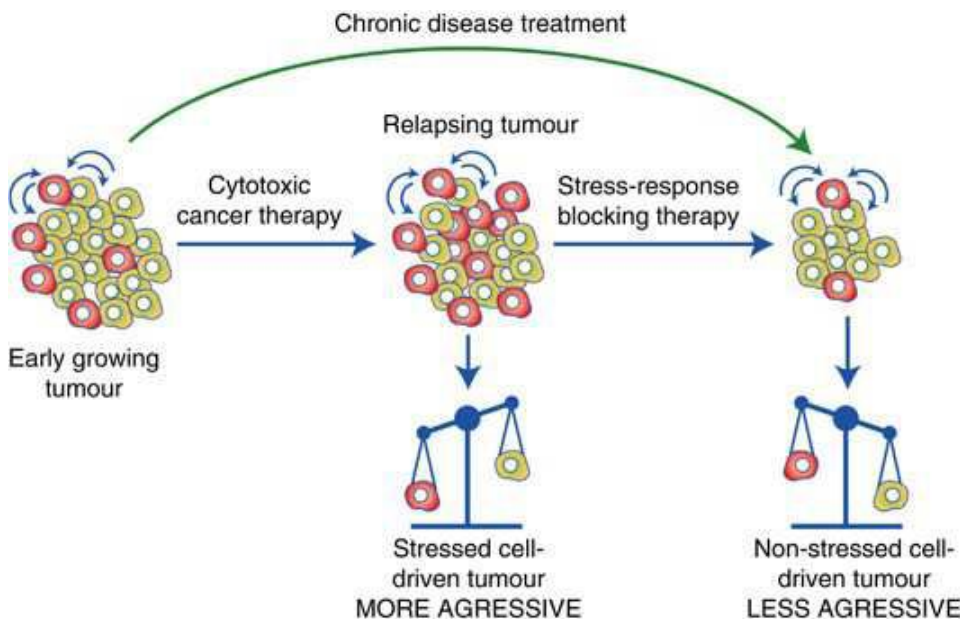 Chronic disease treatment
Relapsing tumour
Cytotoxic
cancer therapy
Stress-response
blocking therapy
Early growing
tumour
Stressed cell-
driven tumour
MORE AGRESSIVE
Non-stressed cell-
driven tumour
LESS AGRESSIVE